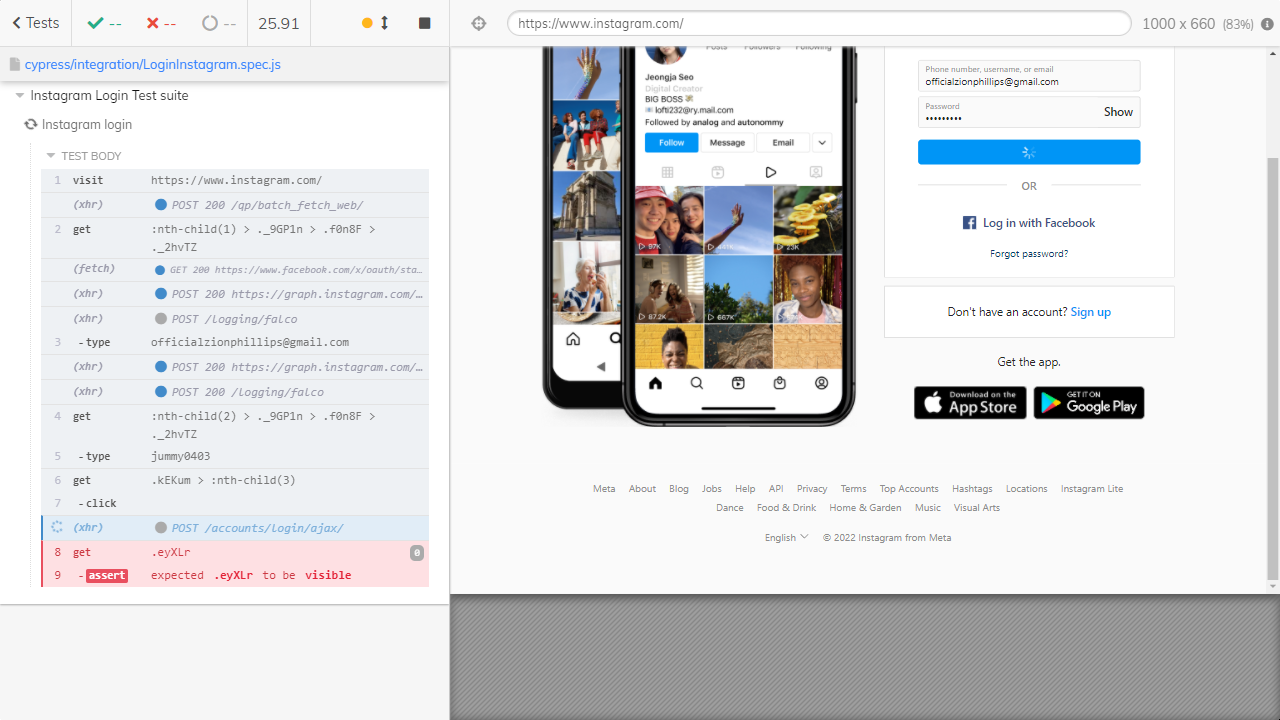 Tests
--
--
--
25.91
https://www.instagram.com/
1000 x 660 (83%)
cypress/integration/LoginInstagram.spec.js
Instagram Login Test suite
Instagram login
TEST BODY
1 visit https://www.instagram.com/
(xhr) POST 200 /qp/batch_fetch_web/
2 get :nth-child(1) > ._9GP1n > .f0n8F >
._2hvTZ
(fetch) GET 200 https://www.facebook.com/x/oauth/sta…
(xhr) POST 200 https://graph.instagram.com/…
(xhr) POST /logging/falco
3 -type officialzionphillips@gmail.com
(xhr) POST 200 https://graph.instagram.com/…
(xhr) POST 200 /logging/falco
4 get :nth-child(2) > ._9GP1n > .f0n8F >
._2hvTZ
5 -type jummy0403
6 get .kEKum > :nth-child(3)
7 -click
(xhr) POST /accounts/login/ajax/
8 get .eyXLr 0
9 -assert expected .eyXLr to be visible
Posts Followers Following
Jeongja Seo
Digital Creator
BIG BOSS
lofti232@ry.mail.com
Followed by analog and autonommy
Follow Message Email
97K
23K
87.2K
667K
Phone number, username, or email
officialzionphillips@gmail.com
Password
•••••••••
Show
OR
Log in with Facebook
Forgot password?
Don't have an account? Sign up
Get the app.
Download on the
App Store
GET IT ON
Google Play
Meta About Blog Jobs Help API Privacy Terms Top Accounts Hashtags Locations Instagram Lite
Dance Food & Drink Home & Garden Music Visual Arts
English © 2022 Instagram from Meta